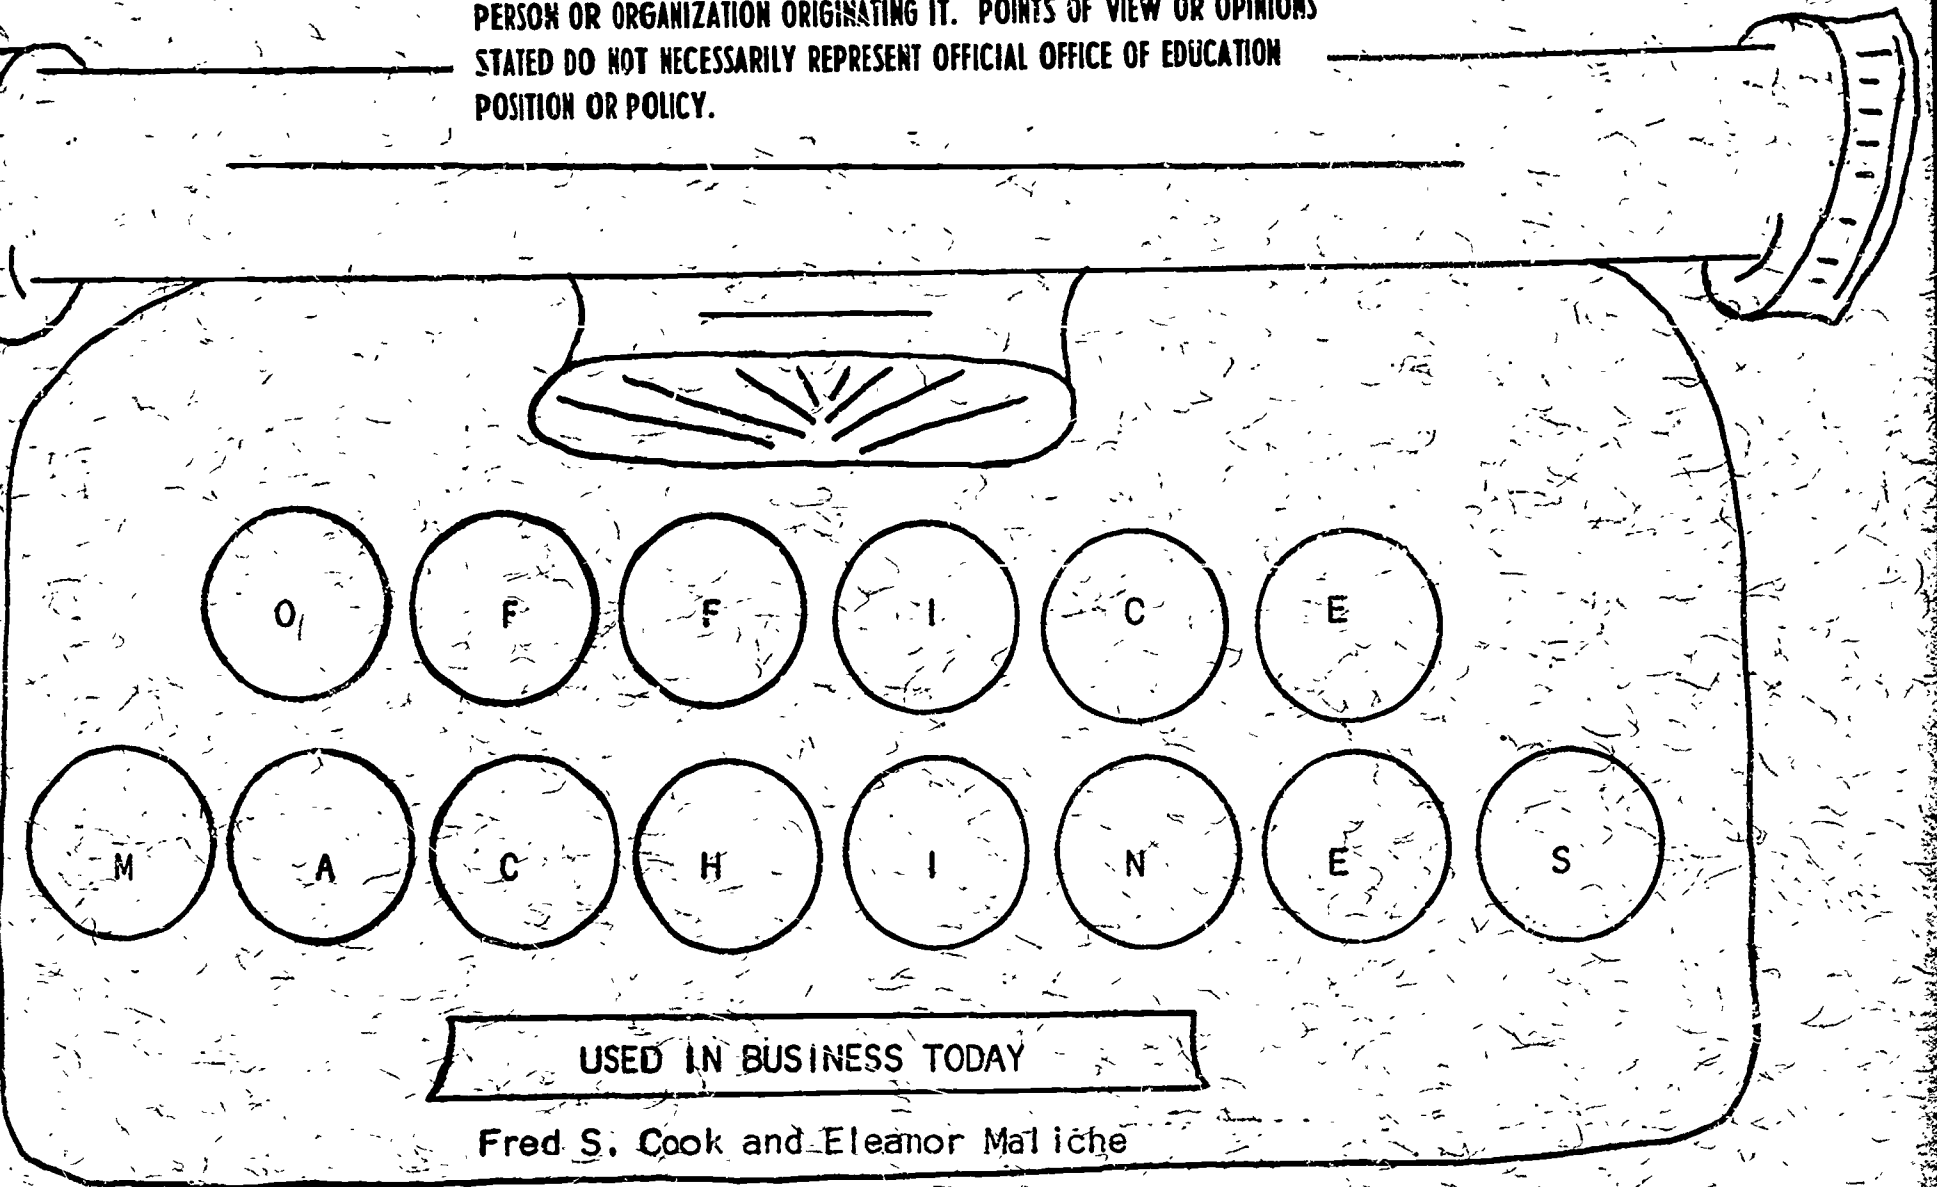 PERSON OR ORGANIZATION ORIGINATING IT. POINTS OF VIEW OR OPINIONS
STATED DO NOT NECESSARILY REPRESENT OFFICIAL OFFICE OF EDUCATION
POSITION OR POLICY.
O F F I C E
M A C H I N E S
USED IN BUSINESS TODAY
Fred S. Cook and Eleanor Maliche